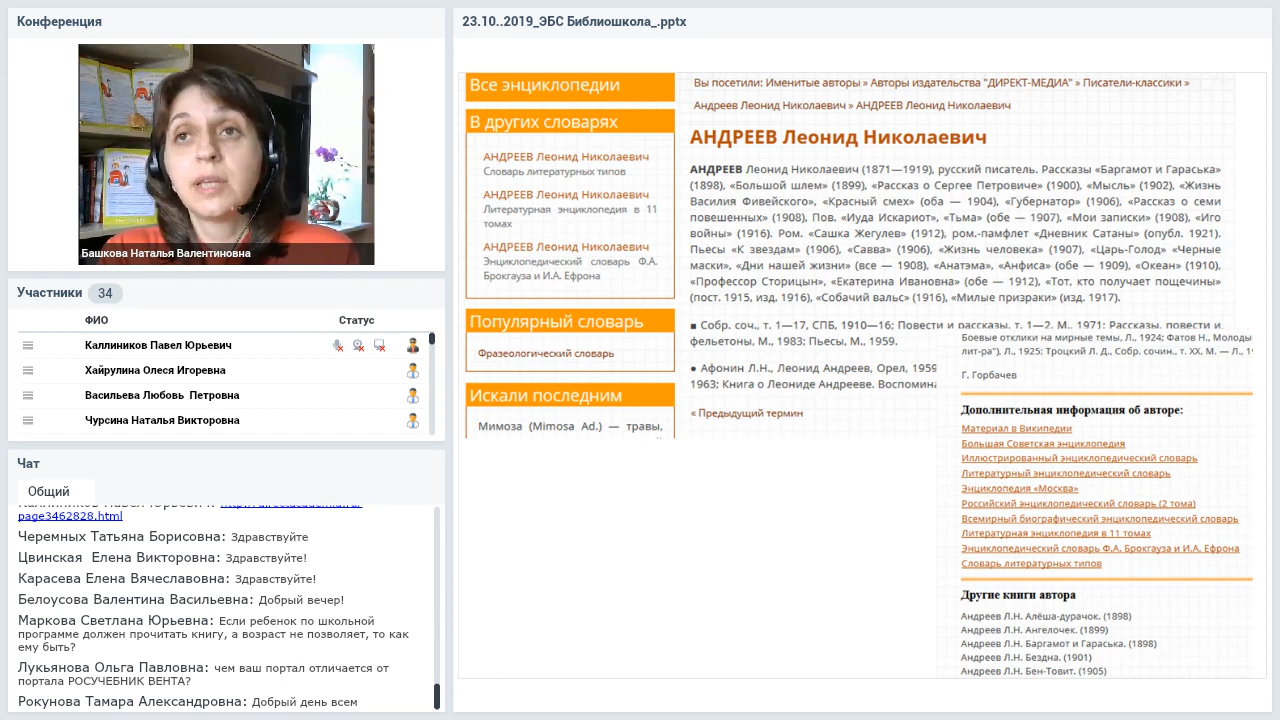 Конференция
Башкова Наталья Валентиновна
Участники 34
ФИО Статус
Каллиников Павел Юрьевич
Хайрулина Олеся Игоревна
Васильева Любовь Петровна
Чурсина Наталья Викторовна
Чат
Общий
page3462828.html
Черемных Татьяна Борисовна: Здравствуйте
Цвинская Елена Викторовна: Здравствуйте!
Карасева Елена Вячеславовна: Здравствуйте!
Белоусова Валентина Васильевна: Добрый вечер!
Маркова Светлана Юрьевна: Если ребенок по школьной
программе должен прочитать книгу, а возраст не позволяет, то как
ему быть?
Лукьянова Ольга Павловна: чем ваш портал отличается от
портала РОСУЧЕБНИК ВЕНТА?
Рокунова Тамара Александровна: Добрый день всем
23.10..2019_ЭБС Библиошкола_.pptx
Все энциклопедии
В других словарях
АНДРЕЕВ Леонид Николаевич
Словарь литературных типов
АНДРЕЕВ Леонид Николаевич
Литературная энциклопедия в 11
томах
АНДРЕЕВ Леонид Николаевич
Энциклопедический словарь Ф.А.
Брокгауза и И.А. Ефрона
Популярный словарь
Фразеологический словарь
Искали последним
Мимоза (Mimosa Ad.) — травы,
Вы посетили: Именитые авторы » Авторы издательства "ДИРЕКТ-МЕДИА" » Писатели-классики »
Андреев Леонид Николаевич » АНДРЕЕВ Леонид Николаевич
АНДРЕЕВ Леонид Николаевич
АНДРЕЕВ Леонид Николаевич (1871—1919), русский писатель. Рассказы «Баргамот и Гараська»
(1898), «Большой шлем» (1899), «Рассказ о Сергее Петровиче» (1900), «Мысль» (1902), «Жизнь
Василия Фивейского», «Красный смех» (оба — 1904), «Губернатор» (1906), «Рассказ о семи
повешенных» (1908), Пов. «Иуда Искариот», «Тьма» (обе — 1907), «Мои записки» (1908), «Иго
войны» (1916). Ром. «Сашка Жегулев» (1912), ром.-памфлет «Дневник Сатаны» (опубл. 1921).
Пьесы «К звездам» (1906), «Савва» (1906), «Жизнь человека» (1907), «Царь-Голод» «Черные
маски», «Дни нашей жизни» (все — 1908), «Анатэма», «Анфиса» (обе — 1909), «Океан» (1910),
«Профессор Сторицын», «Екатерина Ивановна» (обе — 1912), «Тот, кто получает пощечины»
(пост. 1915, изд. 1916), «Собачий вальс» (1916), «Милые призраки» (изд. 1917).
■ Собр. соч., т. 1—17, СПБ, 1910—16; Повести и рассказы, т. 1—2, М., 1971; Рассказы, повести и
фельетоны, М., 1983; Пьесы, М., 1959.
● Афонин Л.Н., Леонид Андреев, Орел, 1959
1963; Книга о Леониде Андрееве. Воспомина
« Предыдущий термин
Боевые отклики на мирные темы, Л., 1924; Фатов Н., Молоды
лит-ра"), Л., 1925; Троцкий Л. Д., Собр. сочин., т. XX, М. — Л., 19
Г. Горбачев
Дополнительная информация об авторе:
Материал в Википедии
Большая Советская энциклопедия
Иллюстрированный энциклопедический словарь
Литературный энциклопедический словарь
Энциклопедия «Москва»
Российский энциклопедический словарь (2 тома)
Всемирный биографический энциклопедический словарь
Литературная энциклопедия в 11 томах
Энциклопедический словарь Ф.А. Брокгауза и И.А. Ефрона
Словарь литературных типов
Другие книги автора
Андреев Л.Н. Алёша-дурачок. (1898)
Андреев Л.Н. Ангелочек. (1899)
Андреев Л.Н. Баргамот и Гараська. (1898)
Андреев Л.Н. Бездна. (1901)
Андреев Л.Н. Бен-Товит. (1905)